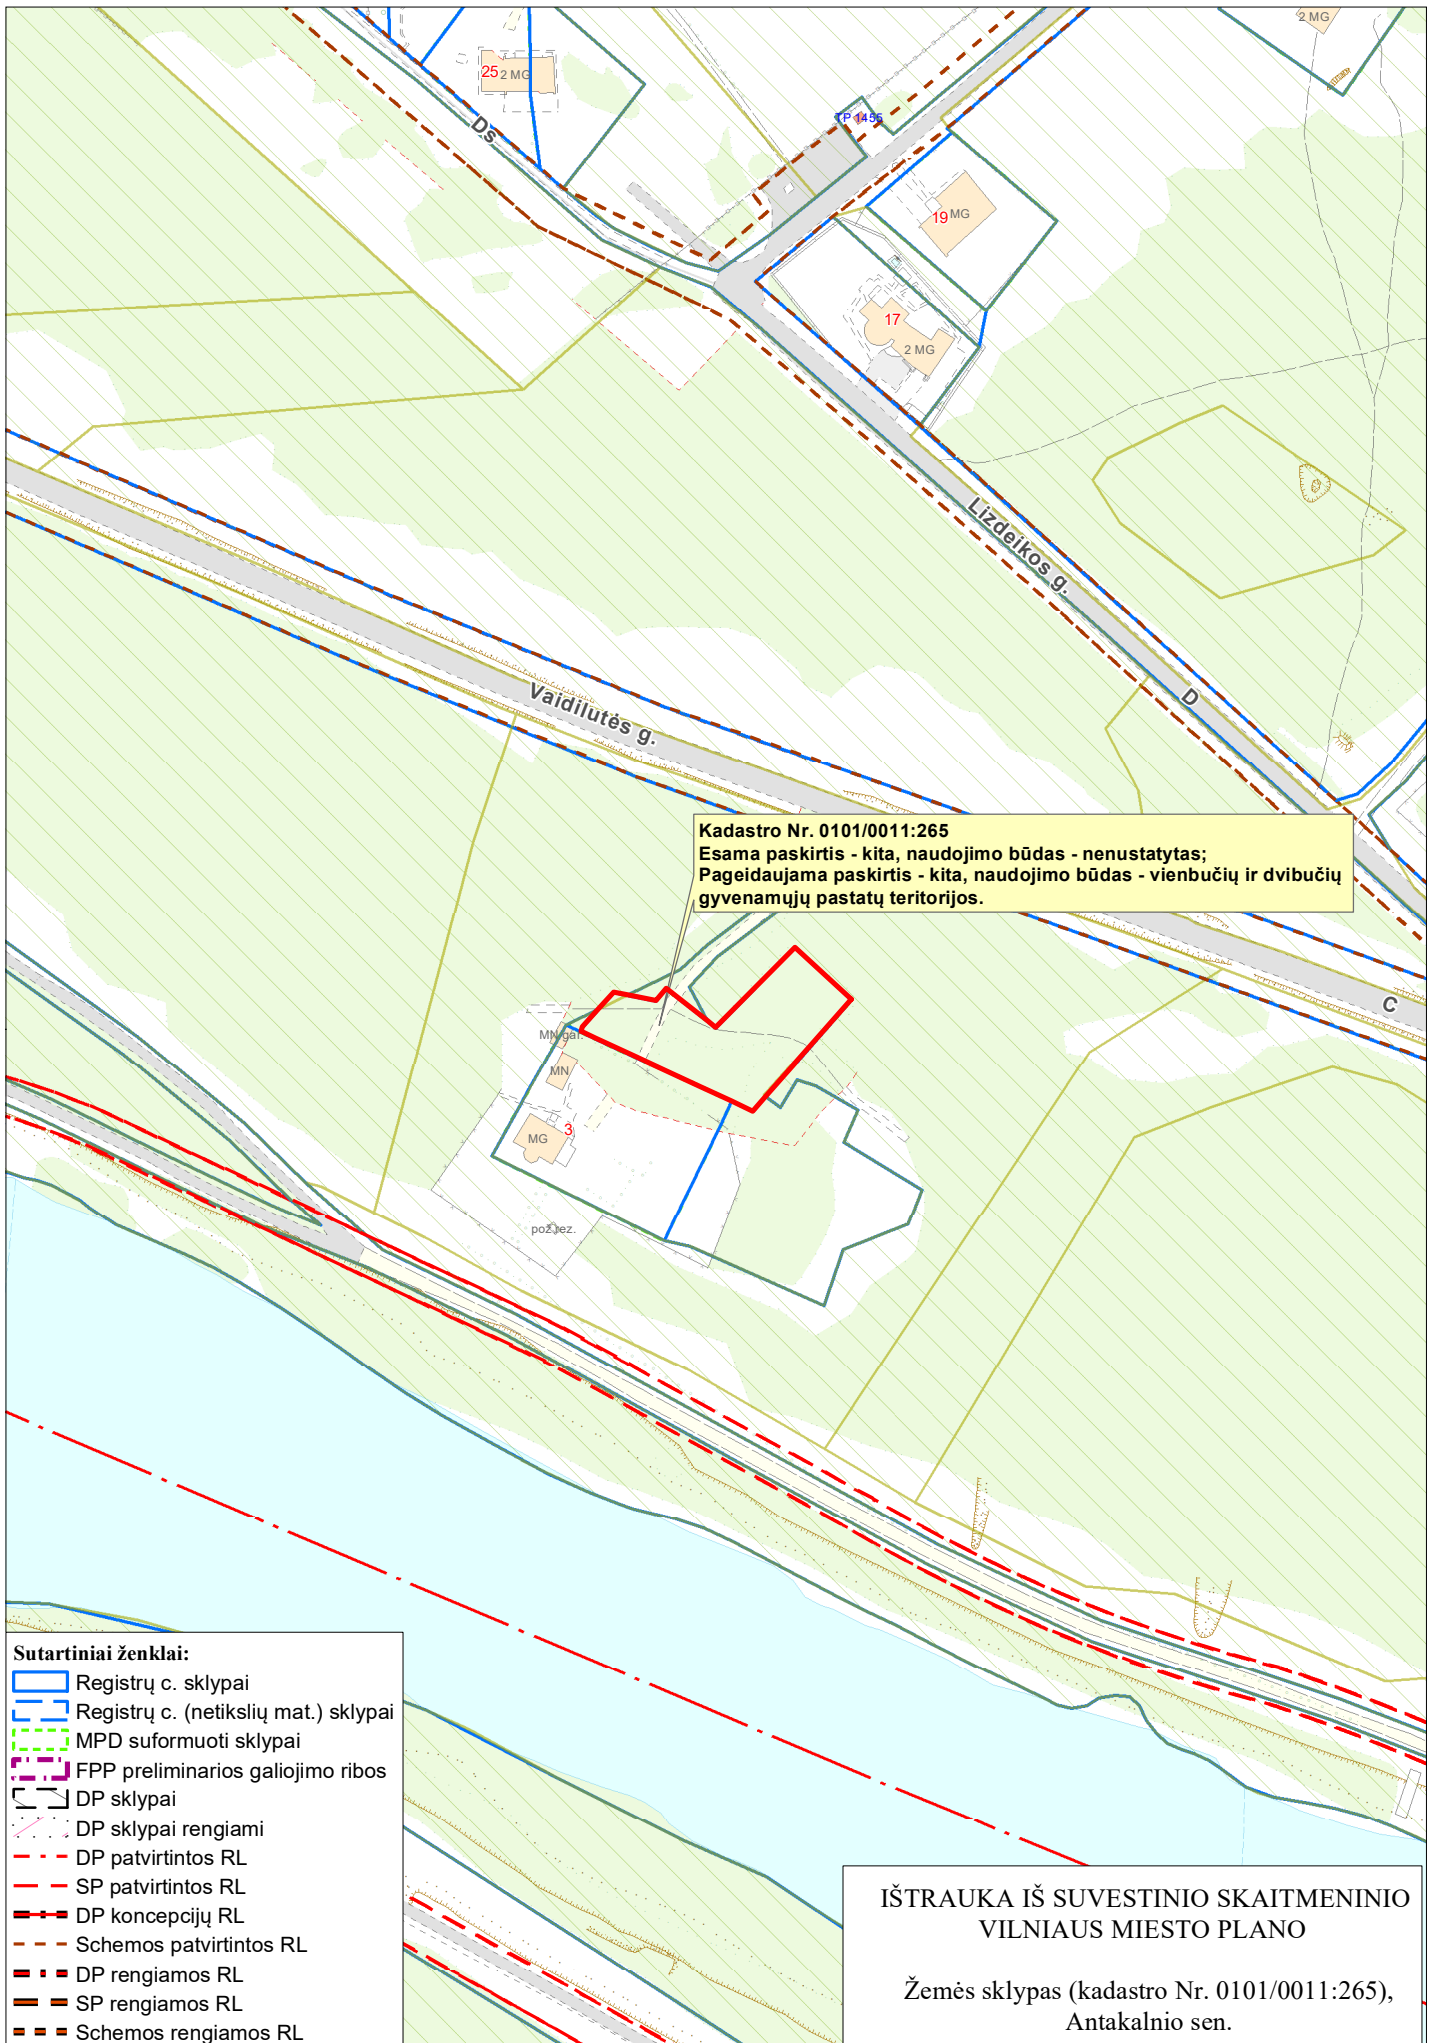 2 MG
25 2 MG
Ds
TP 1455
19 MG
17
2 MG
Lizdeikos g.
D
Vaidilutės g.
Kadastro Nr. 0101/0011:265
Esama paskirtis - kita, naudojimo būdas - nenustatytas;
Pageidaujama paskirtis - kita, naudojimo būdas - vienbučių ir dvibučių
gyvenamųjų pastatų teritorijos.
C
MN gar.
MN
3
MG
pož.rez.
Sutartiniai ženklai:
Registrų c. sklypai
Registrų c. (netikslių mat.) sklypai
MPD suformuoti sklypai
FPP preliminarios galiojimo ribos
DP sklypai
DP sklypai rengiami
DP patvirtintos RL
SP patvirtintos RL
DP koncepcijų RL
Schemos patvirtintos RL
DP rengiamos RL
SP rengiamos RL
Schemos rengiamos RL
IŠTRAUKA IŠ SUVESTINIO SKAITMENINIO
VILNIAUS MIESTO PLANO
Žemės sklypas (kadastro Nr. 0101/0011:265),
Antakalnio sen.